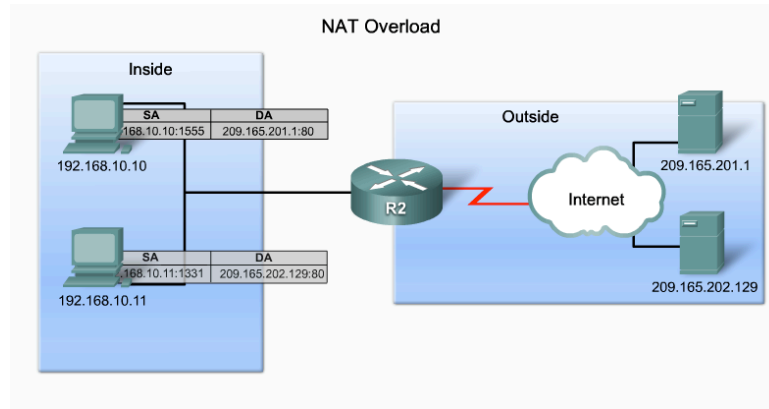 NAT Overload
Inside
Outside
SA DA
168.10.10:1555 209.165.201.1:80
192.168.10.10
R2
Internet
209.165.201.1
SA DA
168.10.11:1331 209.165.202.129:80
192.168.10.11
209.165.202.129